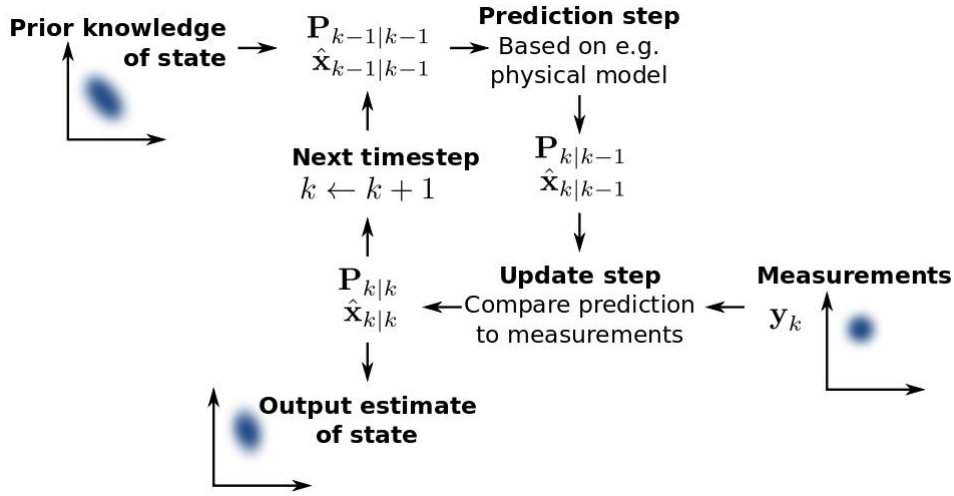 Prior knowledge
of state
P_{k−1|k−1}
x̂_{k−1|k−1}
Prediction step
Based on e.g.
physical model
Next timestep
k ← k + 1
P_{k|k−1}
x̂_{k|k−1}
P_{k|k}
x̂_{k|k}
Update step
Compare prediction
to measurements
Measurements
y_k
Output estimate
of state